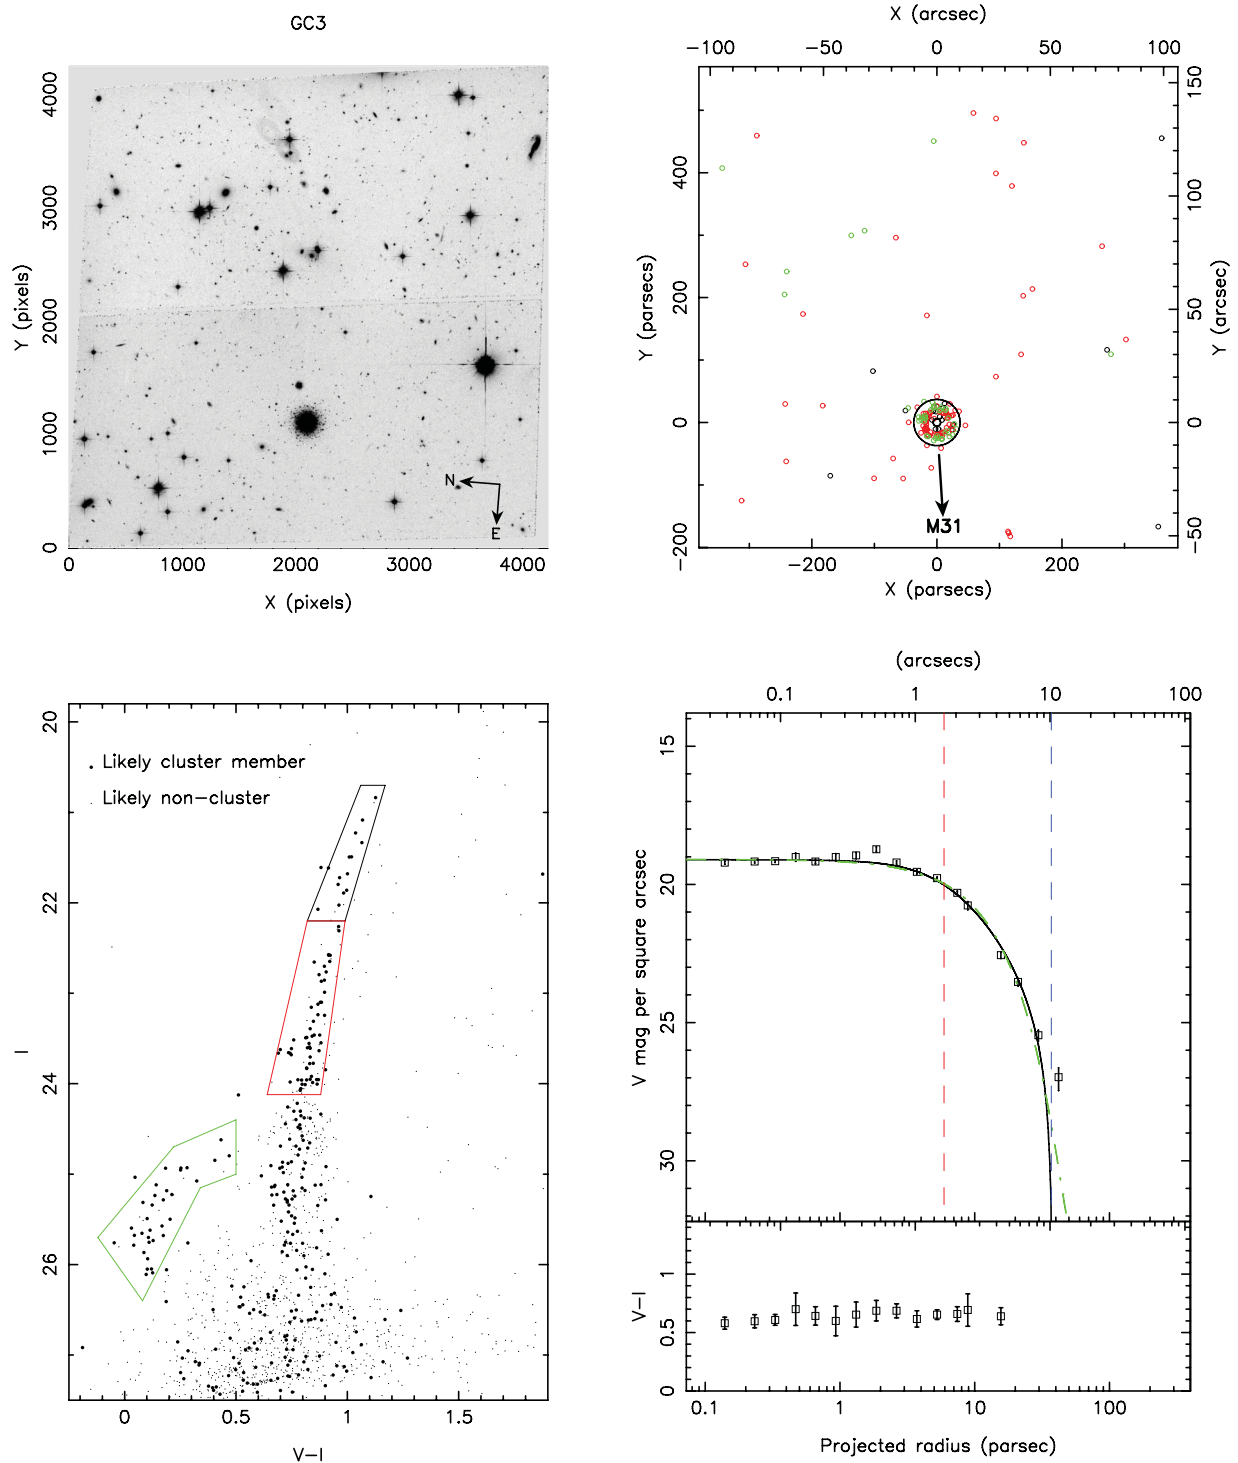 GC3
4000
3000
2000
1000
0
Y (pixels)
N
E
0 1000 2000 3000 4000
X (pixels)
X (arcsec)
−100 −50 0 50 100
400
200
0
−200
Y (parsecs)
150
100
50
0
−50
Y (arcsec)
M31
−200 0 200
X (parsecs)
20
22
24
26
I
Likely cluster member
Likely non−cluster
0 0.5 1 1.5
V−I
(arcsecs)
0.1 1 10 100
15
20
25
30
V mag per square arcsec
1
0.5
0
V−I
0.1 1 10 100
Projected radius (parsec)